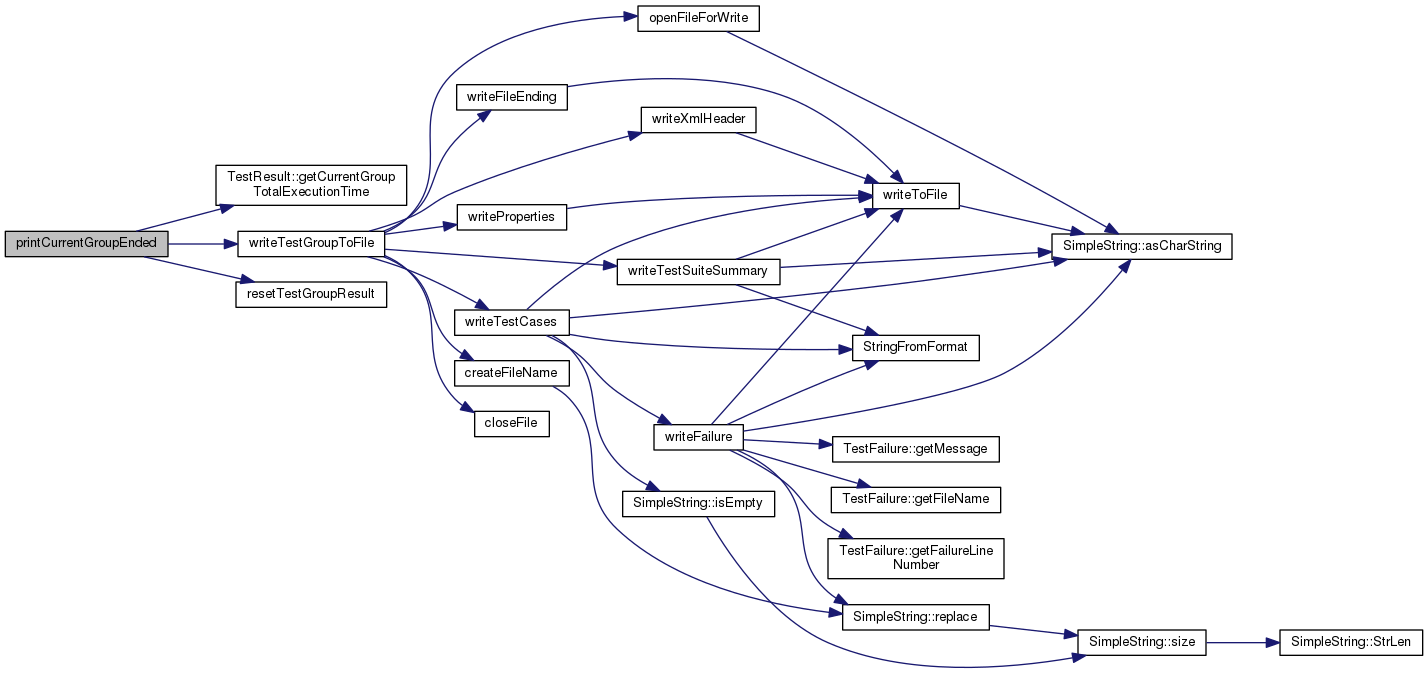 openFileForWrite
writeFileEnding
writeXmlHeader
TestResult::getCurrentGroup
TotalExecutionTime
writeToFile
writeProperties
printCurrentGroupEnded
writeTestGroupToFile
SimpleString::asCharString
writeTestSuiteSummary
resetTestGroupResult
writeTestCases
StringFromFormat
createFileName
closeFile
writeFailure
TestFailure::getMessage
SimpleString::isEmpty
TestFailure::getFileName
TestFailure::getFailureLine
Number
SimpleString::replace
SimpleString::size
SimpleString::StrLen